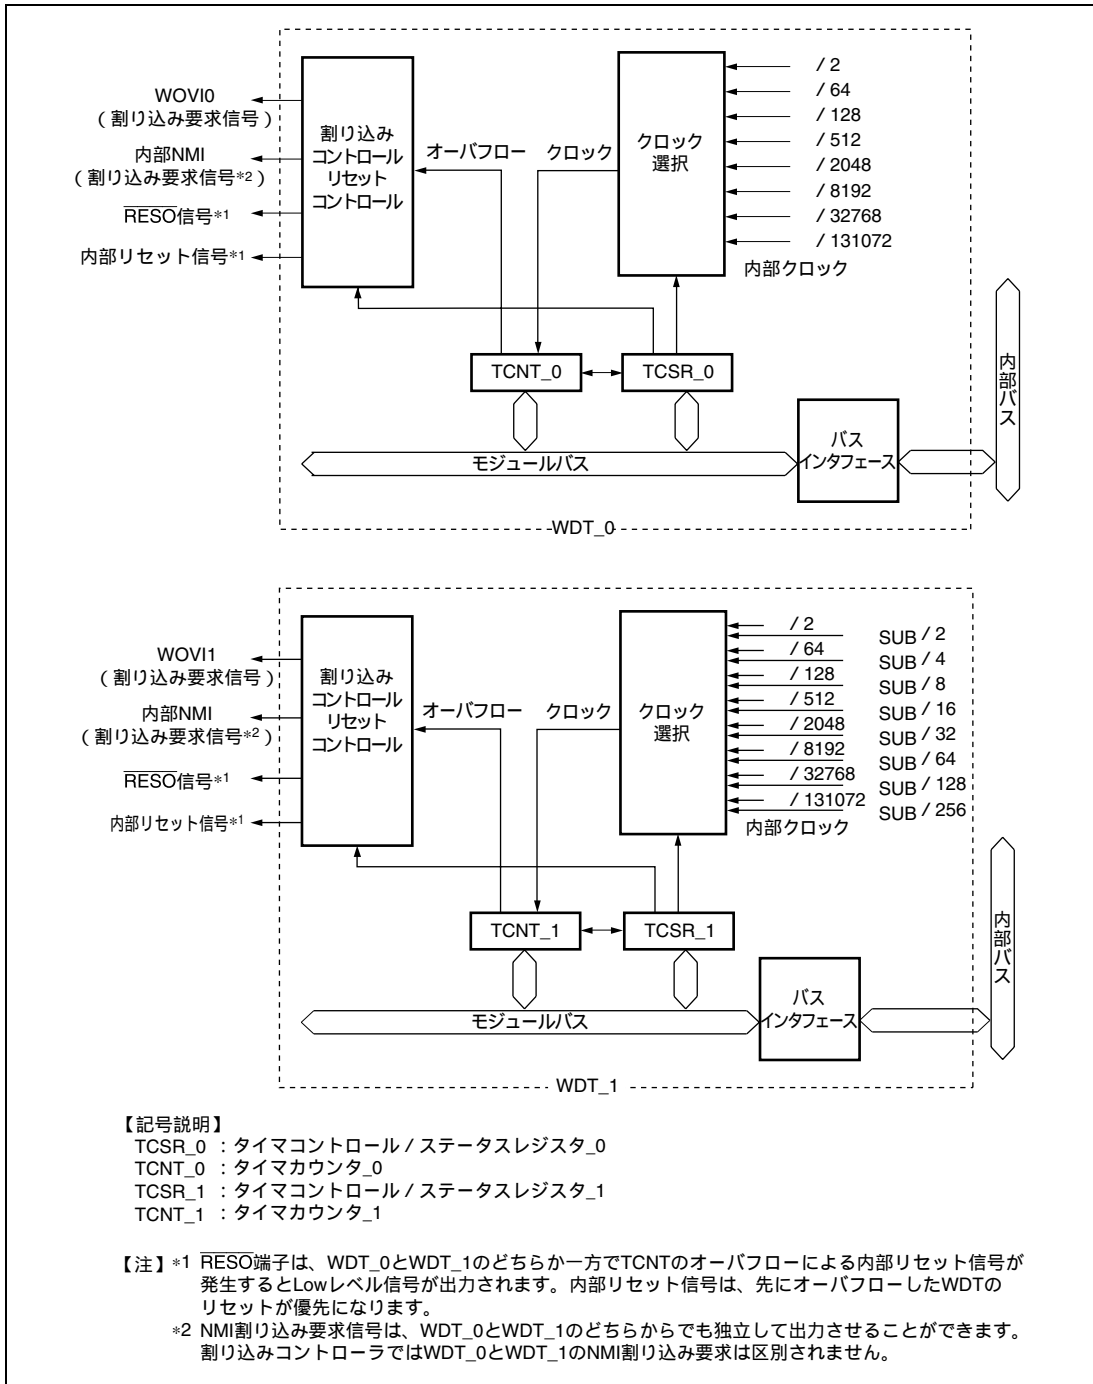 WOVI0
（割り込み要求信号）
内部NMI
（割り込み要求信号*2）
RESO信号*1
内部リセット信号*1
割り込み
コントロール
リセット
コントロール
オーバフロー
クロック
クロック
選択
/ 2
/ 64
/ 128
/ 512
/ 2048
/ 8192
/ 32768
/ 131072
内部クロック
TCNT_0
TCSR_0
モジュールバス
バス
インタフェース
内部バス
WDT_0
WOVI1
（割り込み要求信号）
内部NMI
（割り込み要求信号*2）
RESO信号*1
内部リセット信号*1
割り込み
コントロール
リセット
コントロール
オーバフロー
クロック
クロック
選択
/ 2
/ 64
/ 128
/ 512
/ 2048
/ 8192
/ 32768
/ 131072
内部クロック
SUB / 2
SUB / 4
SUB / 8
SUB / 16
SUB / 32
SUB / 64
SUB / 128
SUB / 256
TCNT_1
TCSR_1
モジュールバス
バス
インタフェース
内部バス
WDT_1
【記号説明】
TCSR_0 ：タイマコントロール / ステータスレジスタ_0
TCNT_0 ：タイマカウンタ_0
TCSR_1 ：タイマコントロール / ステータスレジスタ_1
TCNT_1 ：タイマカウンタ_1
【注】*1 RESO端子は、WDT_0とWDT_1のどちらか一方でTCNTのオーバフローによる内部リセット信号が
発生するとLowレベル信号が出力されます。内部リセット信号は、先にオーバフローしたWDTの
リセットが優先になります。
*2 NMI割り込み要求信号は、WDT_0とWDT_1のどちらからでも独立して出力させることができます。
割り込みコントローラではWDT_0とWDT_1のNMI割り込み要求は区別されません。